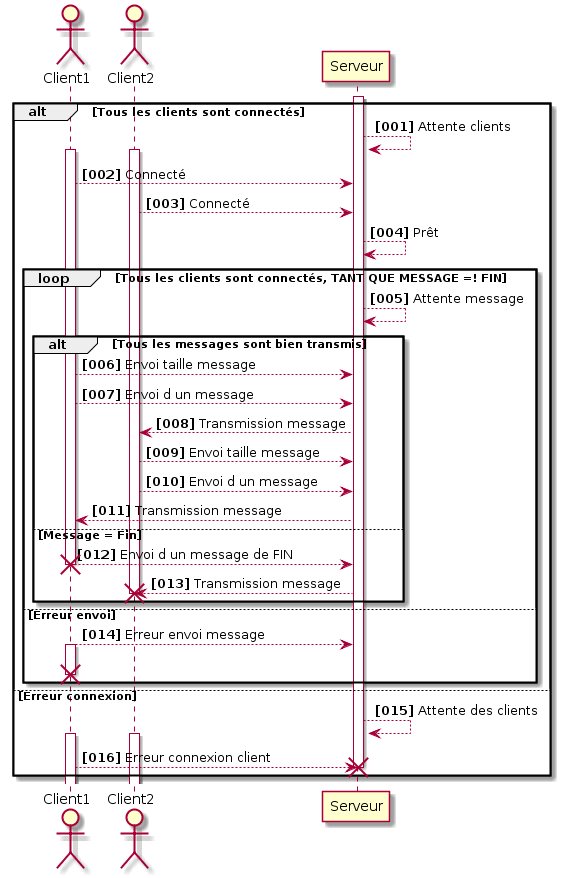 Client1
Client2
Serveur
alt [Tous les clients sont connectés]
[001] Attente clients
[002] Connecté
[003] Connecté
[004] Prêt
loop [Tous les clients sont connectés, TANT QUE MESSAGE =! FIN]
[005] Attente message
alt [Tous les messages sont bien transmis]
[006] Envoi taille message
[007] Envoi d un message
[008] Transmission message
[009] Envoi taille message
[010] Envoi d un message
[011] Transmission message
[Message = Fin]
[012] Envoi d un message de FIN
[013] Transmission message
[Erreur envoi]
[014] Erreur envoi message
[Erreur connexion]
[015] Attente des clients
[016] Erreur connexion client
Client1
Client2
Serveur